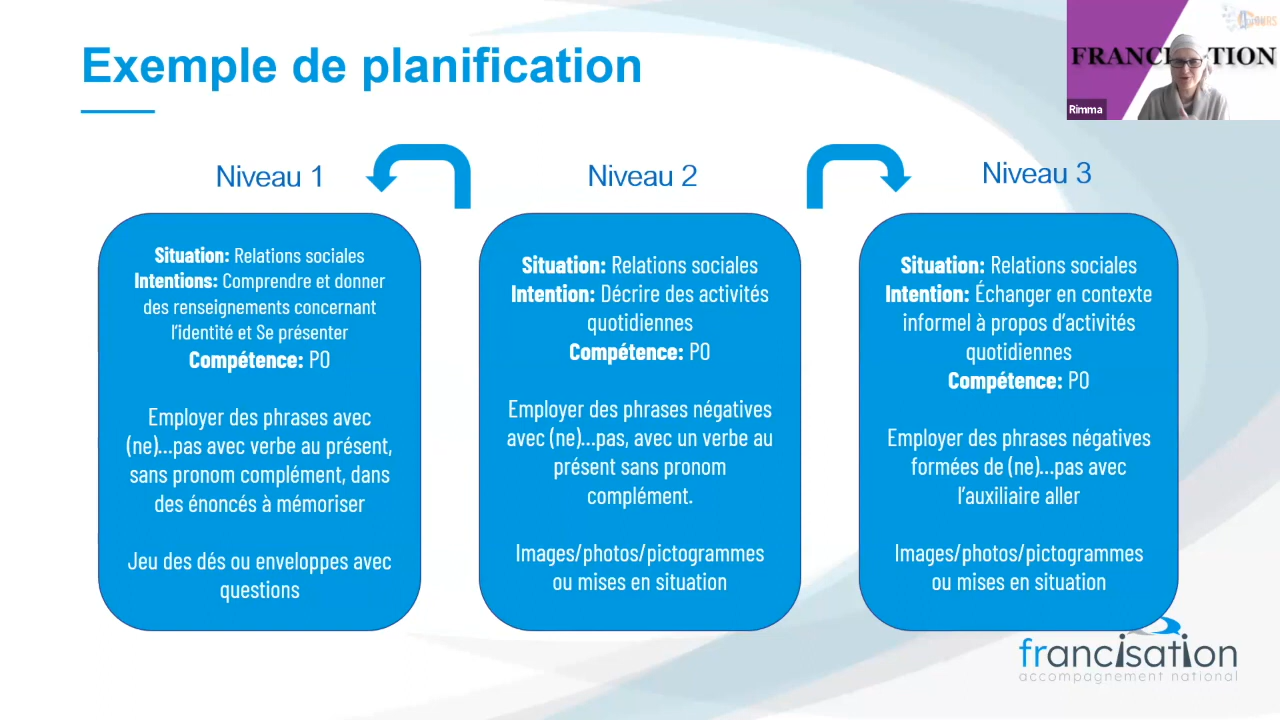 Exemple de planification
FRANCI
TION
Rimma
Niveau 1
Situation: Relations sociales
Intentions: Comprendre et donner
des renseignements concernant
l'identité et Se présenter
Compétence: PO
Employer des phrases avec
(ne)...pas avec verbe au présent,
sans pronom complément, dans
des énoncés à mémoriser
Jeu des dés ou enveloppes avec
questions
Niveau 2
Situation: Relations sociales
Intention: Décrire des activités
quotidiennes
Compétence: PO
Employer des phrases négatives
avec (ne)...pas, avec un verbe au
présent sans pronom
complément.
Images/photos/pictogrammes
ou mises en situation
Niveau 3
Situation: Relations sociales
Intention: Échanger en contexte
informel à propos d'activités
quotidiennes
Compétence: PO
Employer des phrases négatives
formées de (ne)...pas avec
l'auxiliaire aller
Images/photos/pictogrammes
ou mises en situation
francisation
accompagnement national